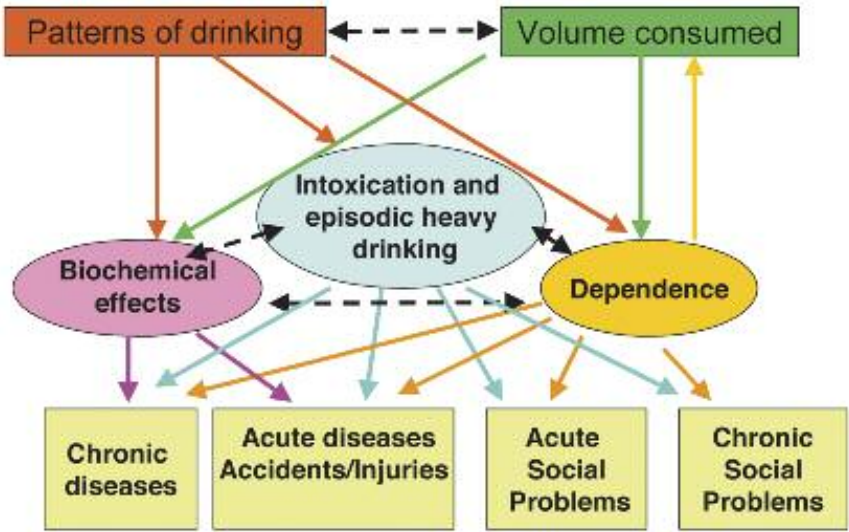 Patterns of drinking
Volume consumed
Intoxication and
episodic heavy
drinking
Biochemical
effects
Dependence
Chronic
diseases
Acute diseases
Accidents/Injuries
Acute
Social
Problems
Chronic
Social
Problems